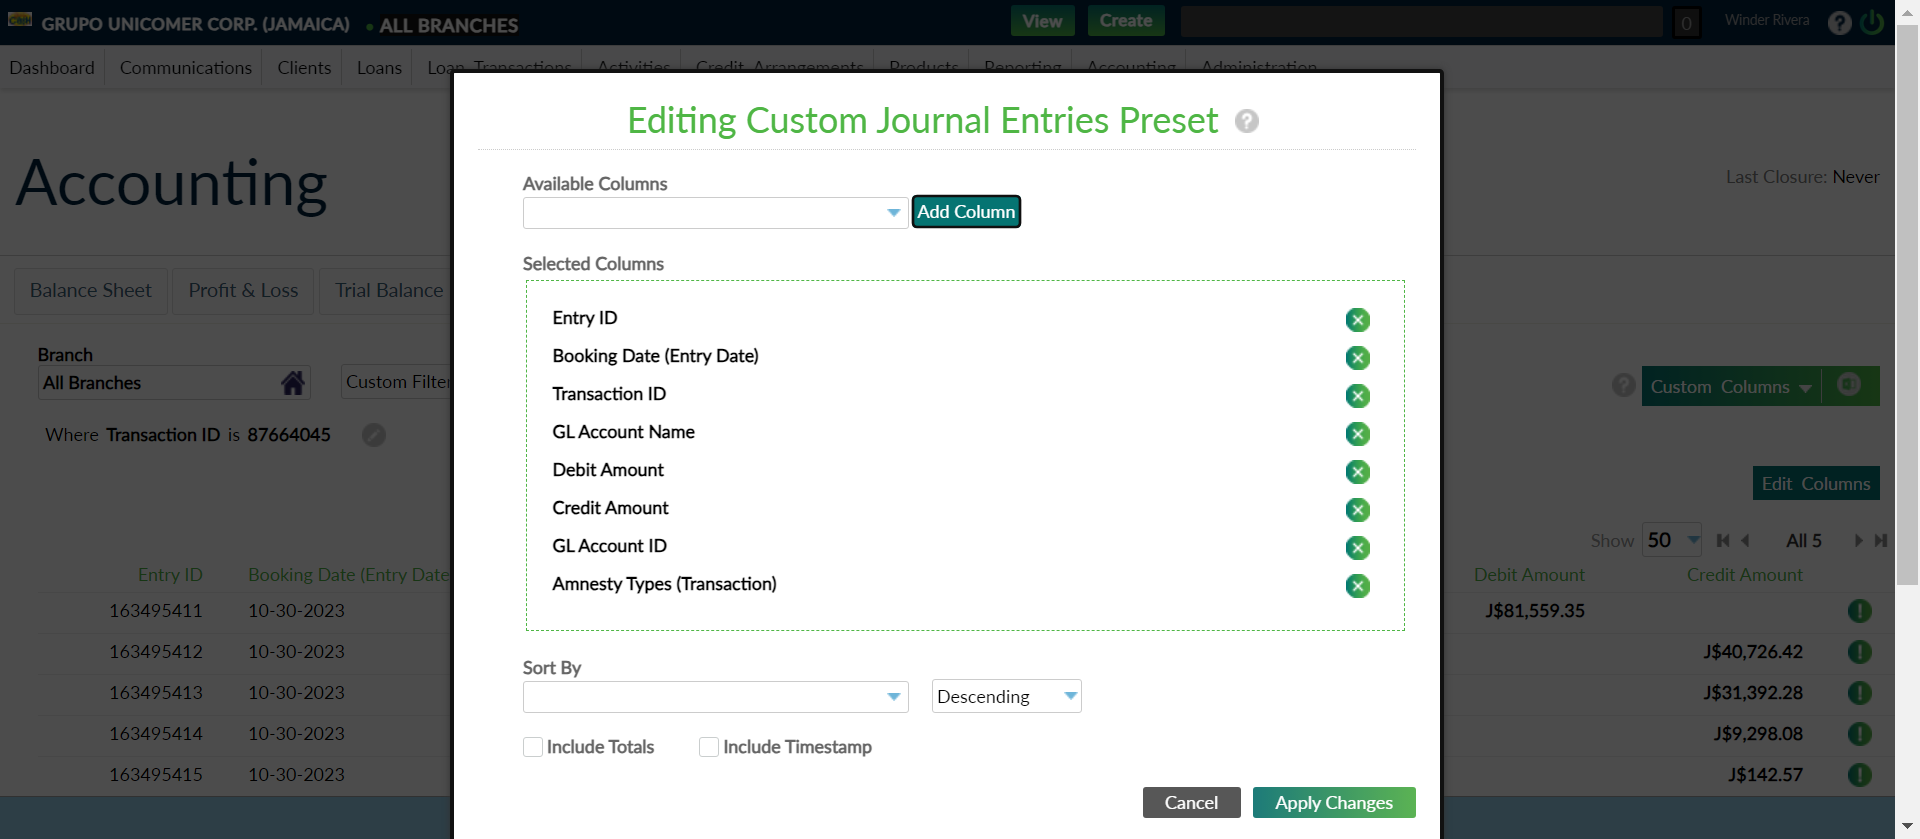 GRUPO UNICOMER CORP. (JAMAICA) • ALL BRANCHES
View Create 0 Winder Rivera ?
Dashboard Communications Clients Loans Loan Transactions Activities Credit Arrangements Products Reporting Accounting Administration
Editing Custom Journal Entries Preset ?
Accounting
Last Closure: Never
Available Columns
Add Column
Selected Columns
Balance Sheet Profit & Loss Trial Balance
Entry ID
Booking Date (Entry Date)
Transaction ID
GL Account Name
Debit Amount
Credit Amount
GL Account ID
Amnesty Types (Transaction)
Branch
All Branches
Custom Filter
Where Transaction ID is 87664045
? Custom Columns
Edit Columns
Show 50 All 5
Entry ID Booking Date (Entry Date Debit Amount Credit Amount
163495411 10-30-2023 J$81,559.35
163495412 10-30-2023 J$40,726.42
163495413 10-30-2023 J$31,392.28
163495414 10-30-2023 J$9,298.08
163495415 10-30-2023 J$142.57
Sort By
Descending
Include Totals Include Timestamp
Cancel Apply Changes